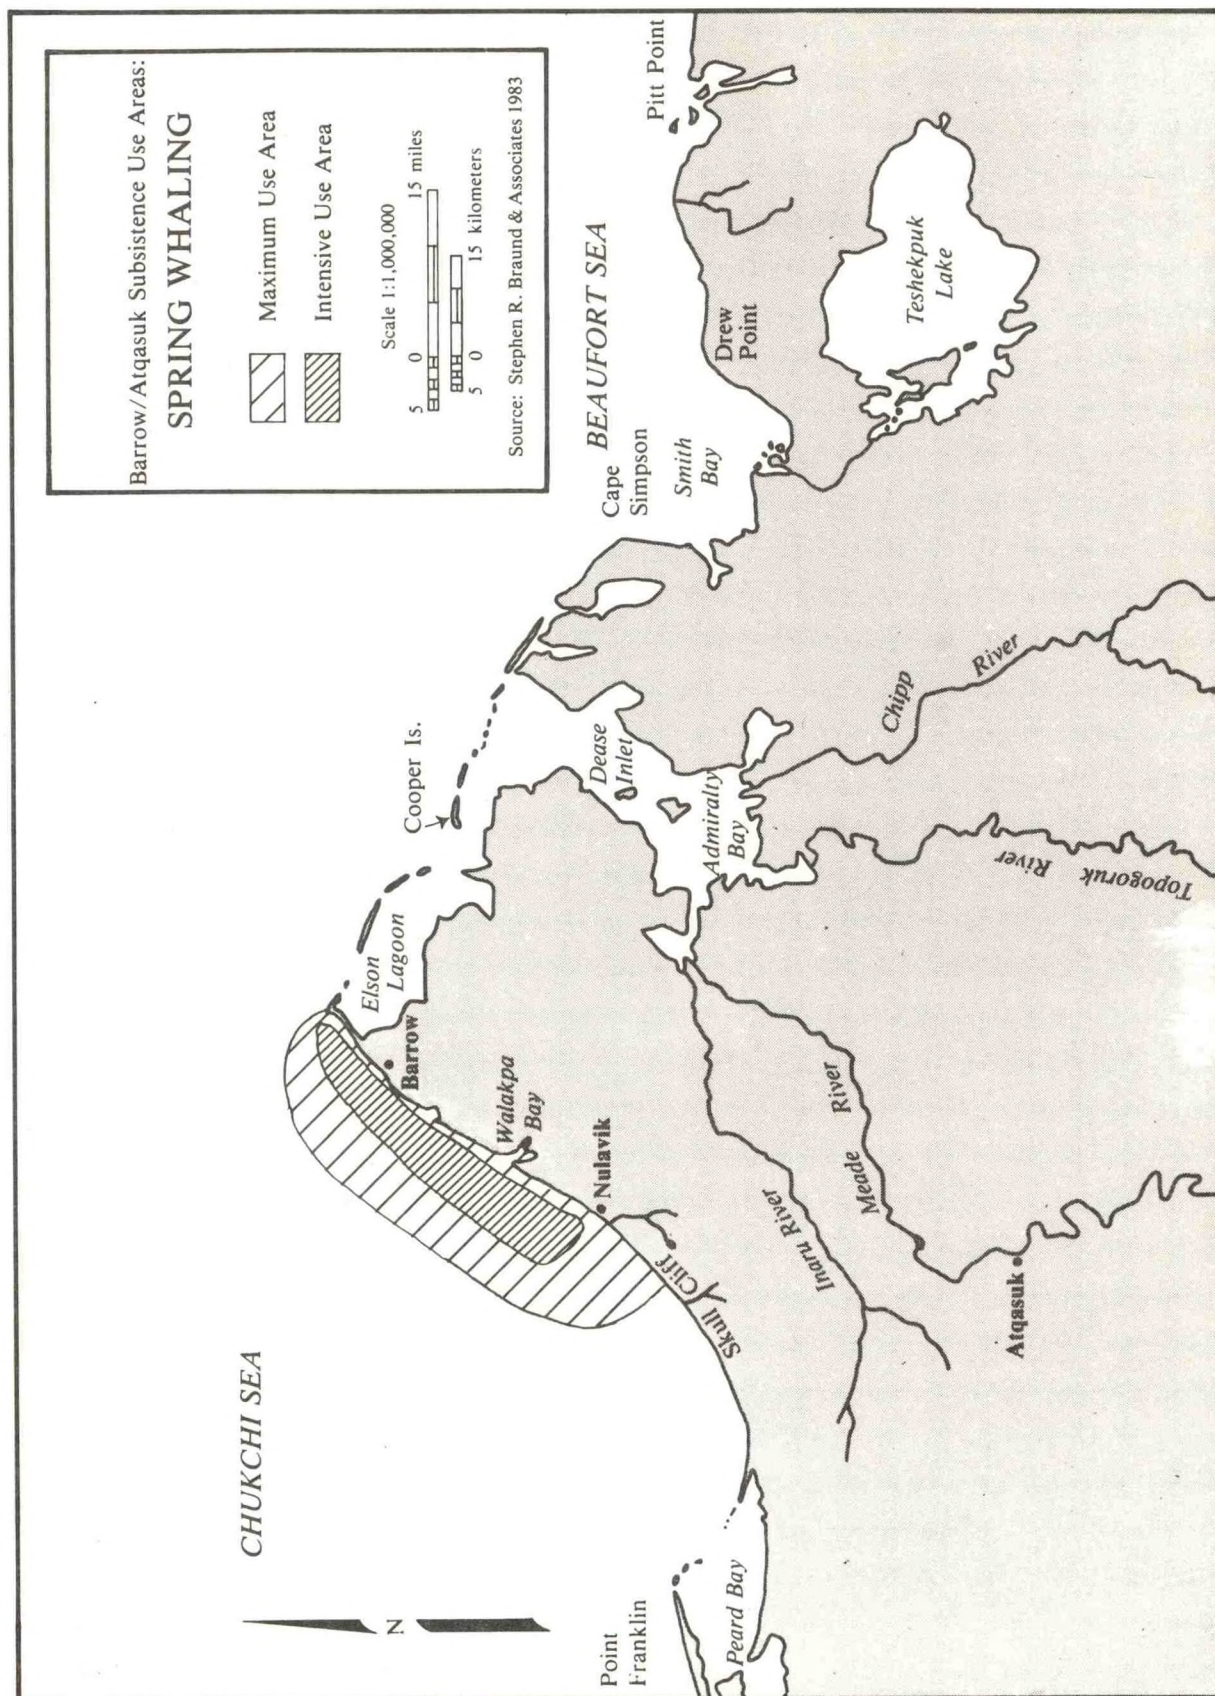 Barrow/Atqasuk Subsistence Use Areas:
SPRING WHALING
Maximum Use Area
Intensive Use Area
Scale 1:1,000,000
5 0 15 miles
5 0 15 kilometers
Source: Stephen R. Braund & Associates 1983
CHUKCHI SEA
N
Point
Franklin
Peard Bay
Skull Cliff
Nulavik
Walakpa
Bay
Barrow
Elson
Lagoon
Cooper Is.
Dease
Inlet
Admiralty
Bay
Cape
Simpson
BEAUFORT SEA
Smith
Bay
Drew
Point
Pitt Point
Teshekpuk
Lake
Chipp River
Topogoruk
River
Meade River
Inaru River
Atqasuk